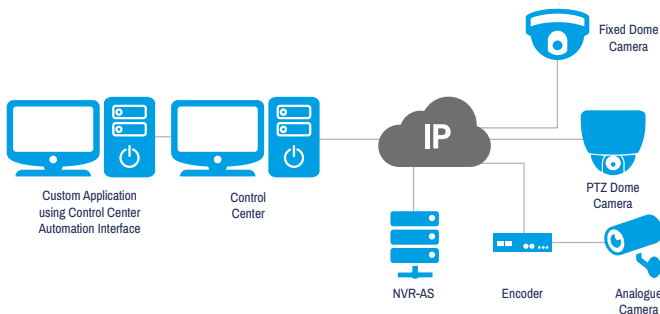 Fixed Dome
Camera
IP
Custom Application
using Control Center
Automation Interface
Control
Center
PTZ Dome
Camera
NVR-AS
Encoder
Analogue
Camera